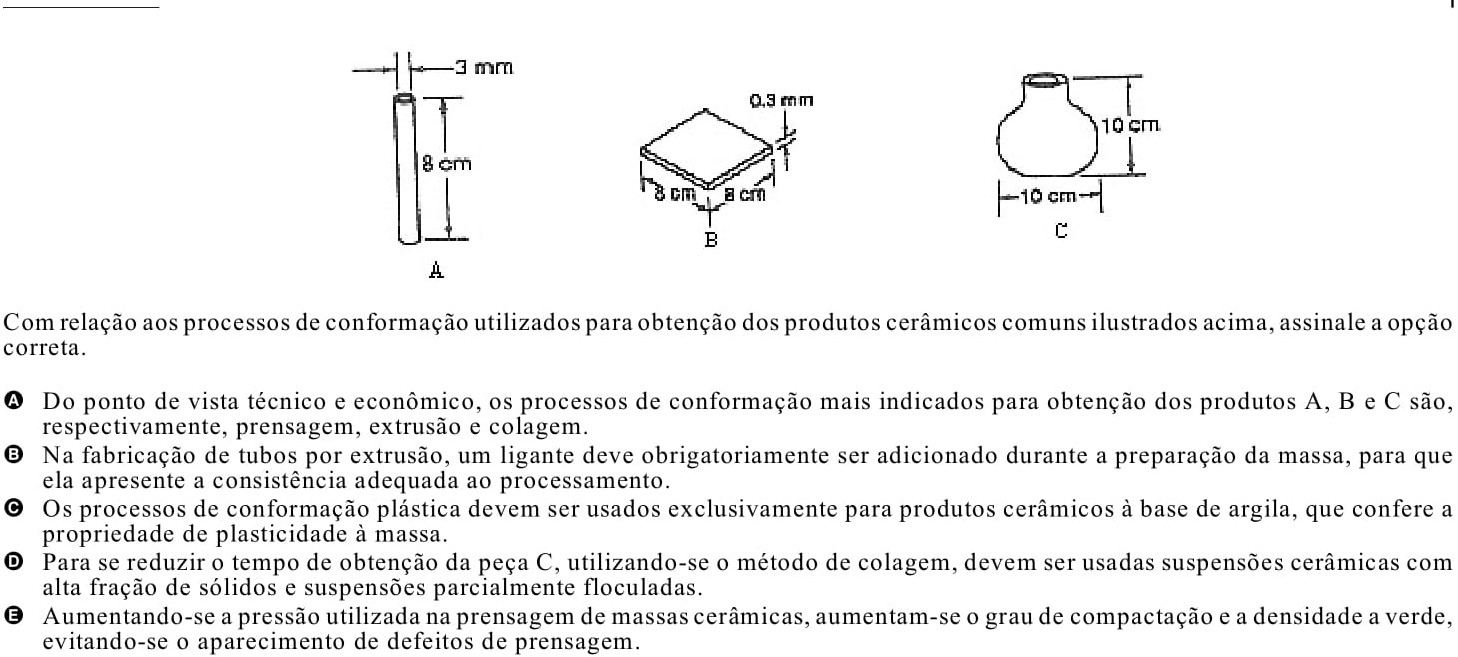 3 mm
8 cm
A
0.3 mm
8 cm
8 cm
B
10 cm
10 cm
C
Com relação aos processos de conformação utilizados para obtenção dos produtos cerâmicos comuns ilustrados acima, assinale a opção
correta.
A Do ponto de vista técnico e econômico, os processos de conformação mais indicados para obtenção dos produtos A, B e C são,
respectivamente, prensagem, extrusão e colagem.
B Na fabricação de tubos por extrusão, um ligante deve obrigatoriamente ser adicionado durante a preparação da massa, para que
ela apresente a consistência adequada ao processamento.
C Os processos de conformação plástica devem ser usados exclusivamente para produtos cerâmicos à base de argila, que confere a
propriedade de plasticidade à massa.
D Para se reduzir o tempo de obtenção da peça C, utilizando-se o método de colagem, devem ser usadas suspensões cerâmicas com
alta fração de sólidos e suspensões parcialmente floculadas.
E Aumentando-se a pressão utilizada na prensagem de massas cerâmicas, aumentam-se o grau de compactação e a densidade a verde,
evitando-se o aparecimento de defeitos de prensagem.